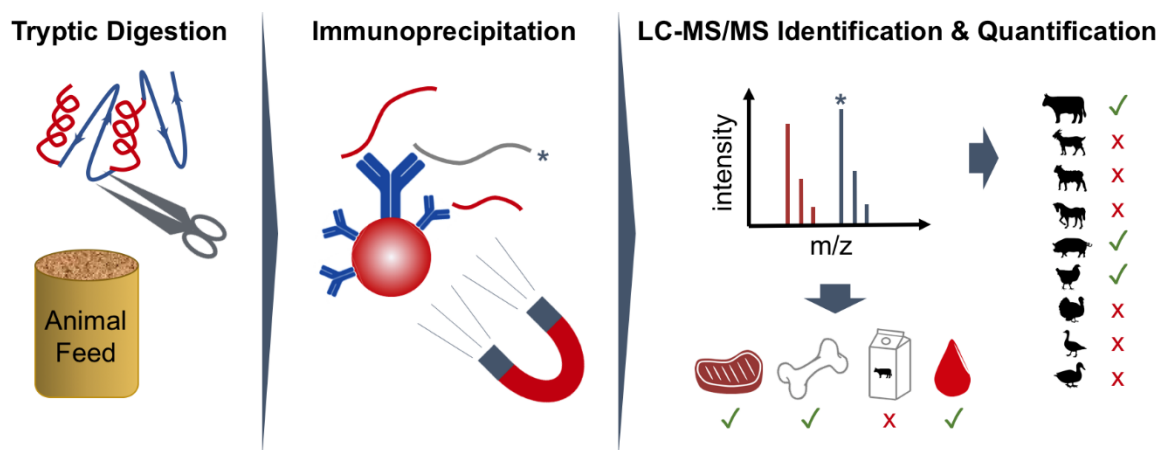 Tryptic Digestion
Immunoprecipitation
LC-MS/MS Identification & Quantification
Animal
Feed
*
*
intensity
m/z
✓
x
x
x
✓
✓
x
x
x
✓
✓
x
✓